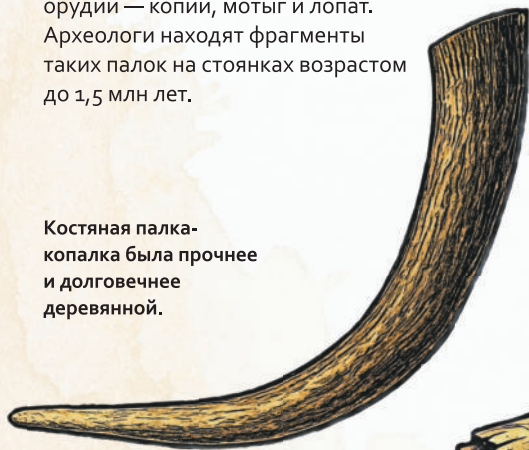 орудий — копий, мотыг и лопат.
Археологи находят фрагменты
таких палок на стоянках возрастом
до 1,5 млн лет.
Костяная палка-
копалка была прочнее
и долговечнее
деревянной.